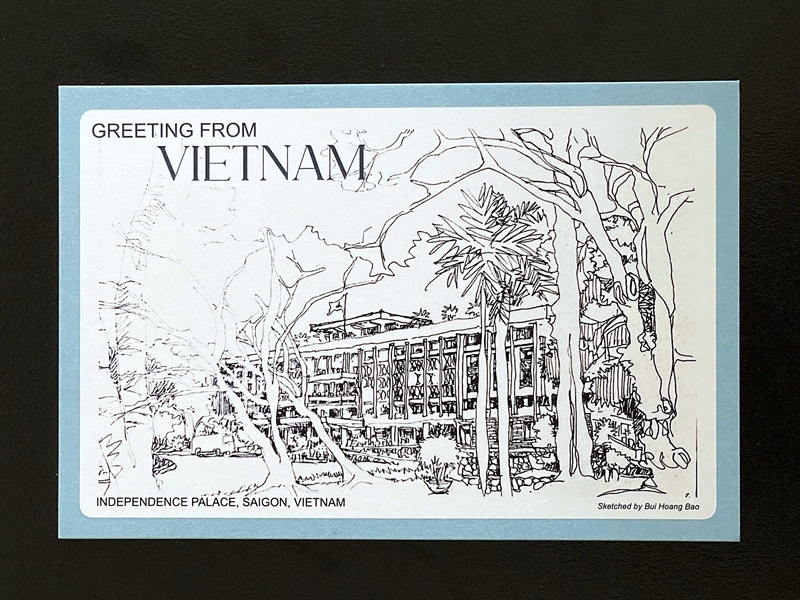 GREETING FROM
VIETNAM
INDEPENDENCE PALACE, SAIGON, VIETNAM
Sketched by Bui Hoang Bao